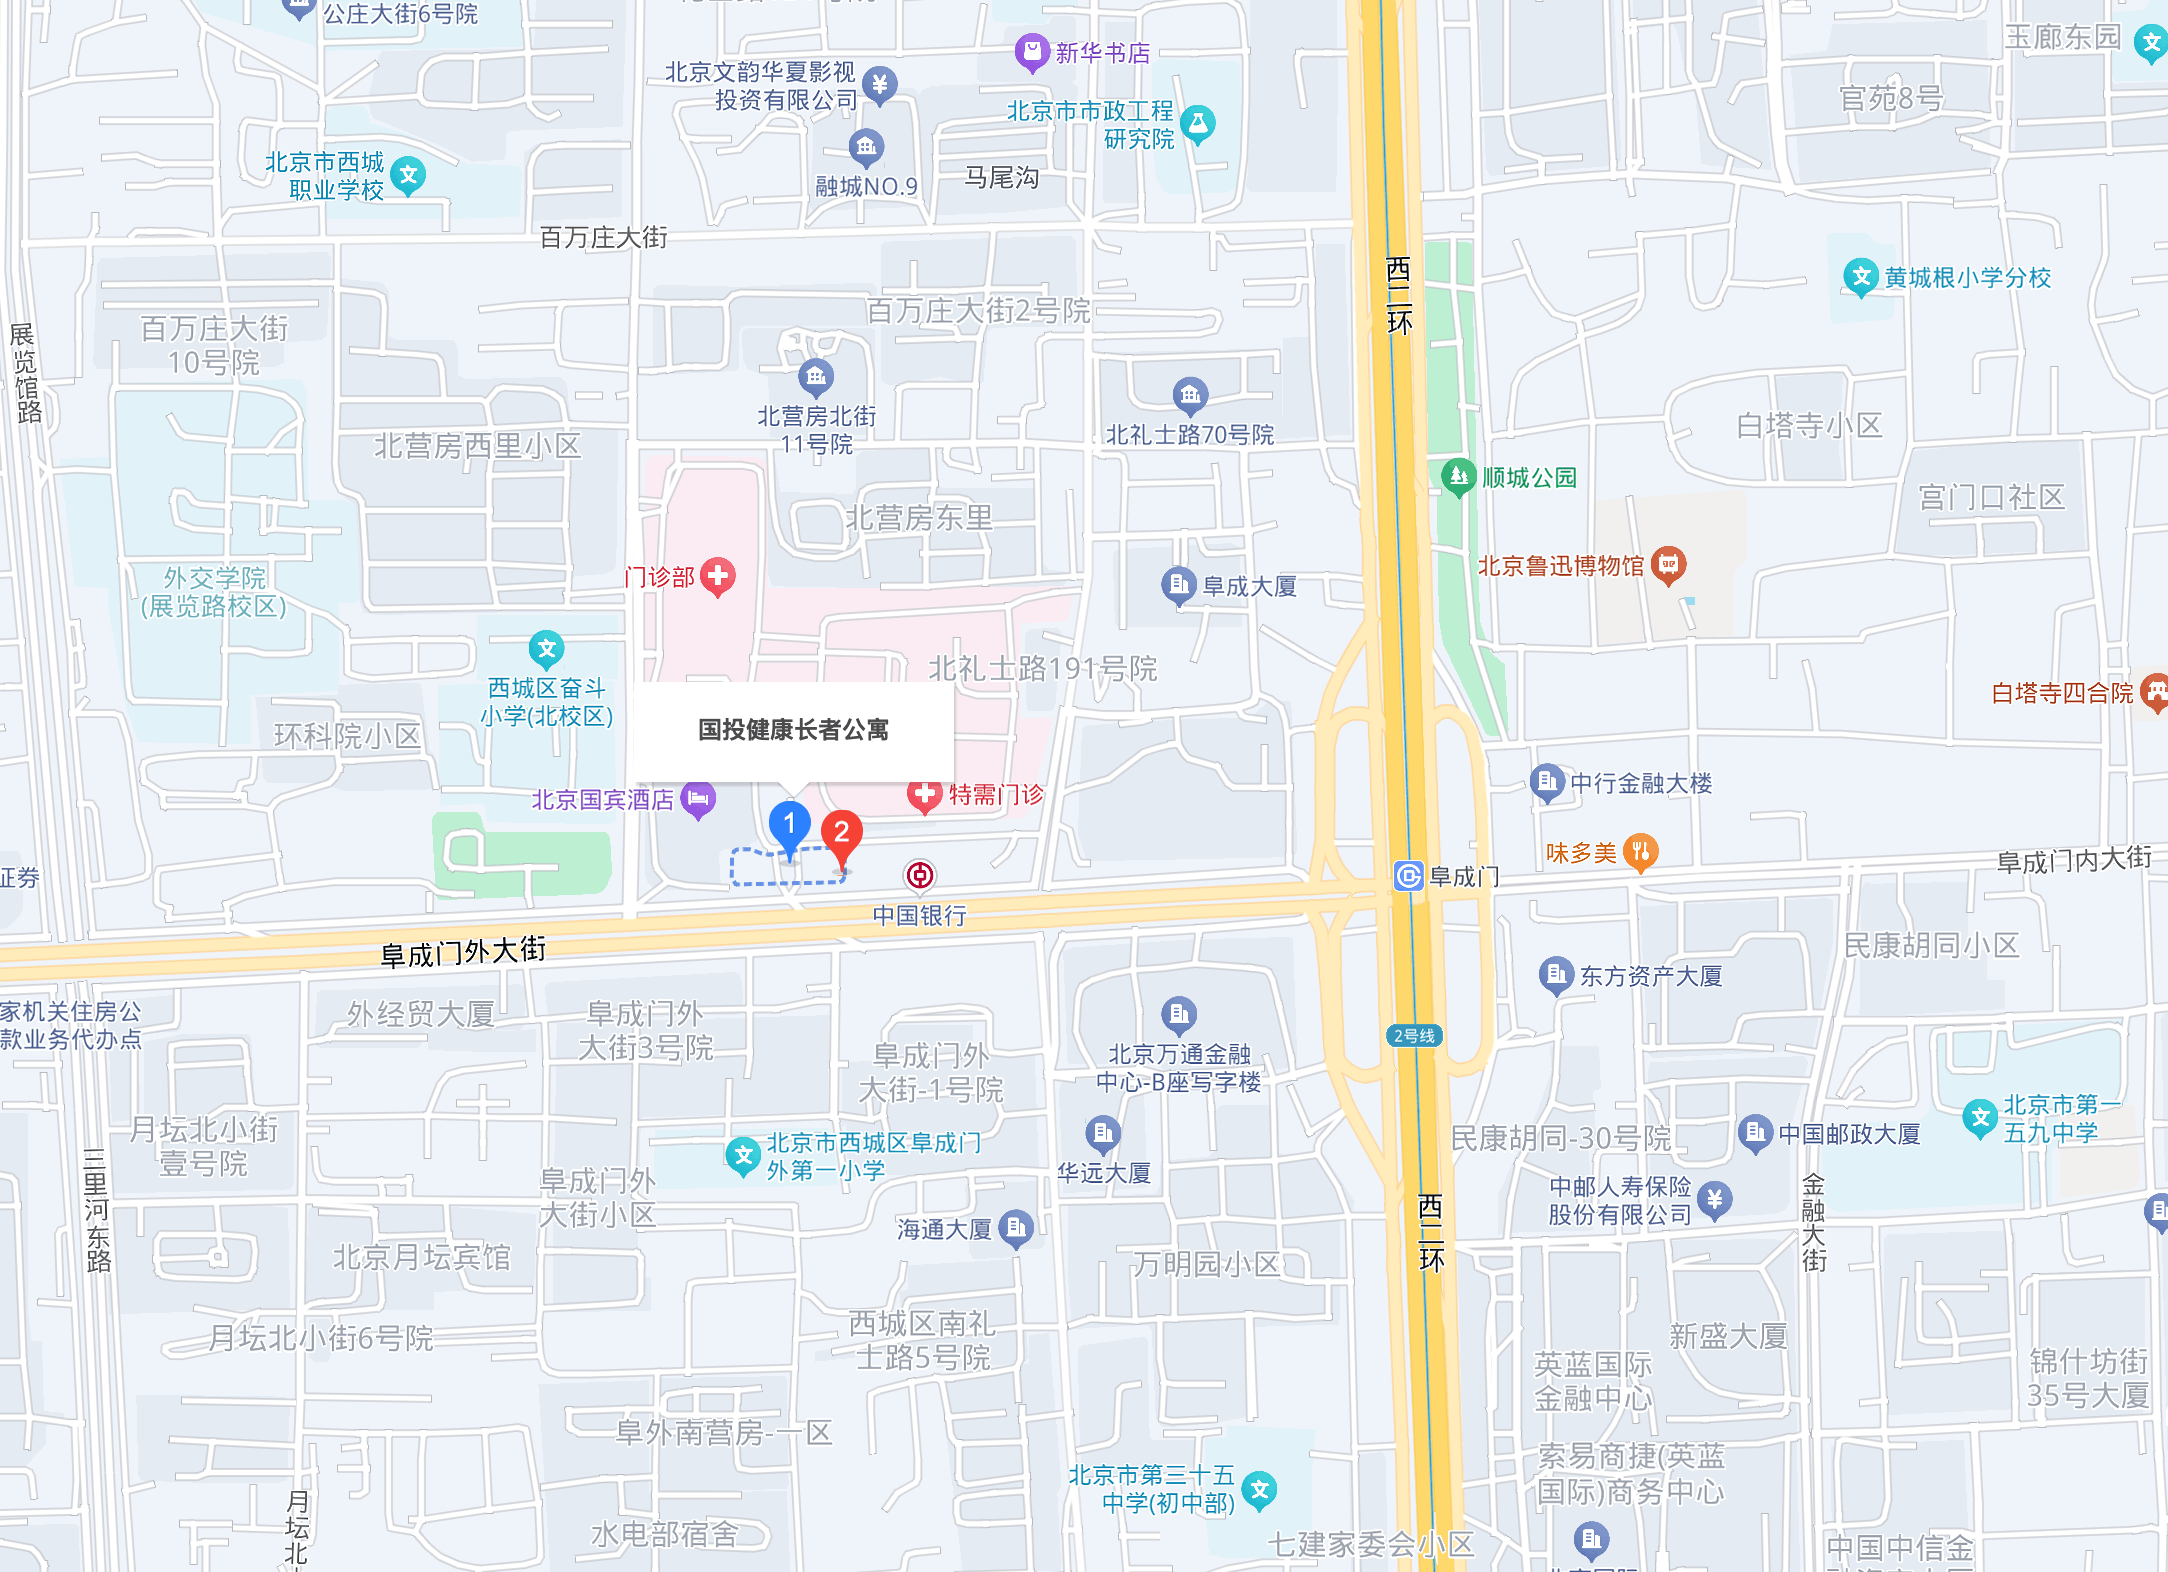 公庄大街6号院
新华书店
玉廊东园
北京文韵华夏影视
投资有限公司
官苑8号
北京市市政工程
研究院
北京市西城
职业学校
融城NO.9
马尾沟
百万庄大街
西二环
黄城根小学分校
百万庄大街2号院
百万庄大街
10号院
展览馆路
北营房北街
11号院
北礼士路70号院
白塔寺小区
北营房西里小区
顺城公园
宫门口社区
北营房东里
北京鲁迅博物馆
门诊部
阜成大厦
外交学院
(展览路校区)
北礼士路191号院
西城区奋斗
小学(北校区)
白塔寺四合院
环科院小区
国投健康长者公寓
中行金融大楼
北京国宾酒店
特需门诊
1
2
味多美
阜成门内大街
证券
阜成门
中国银行
阜成门外大街
民康胡同小区
东方资产大厦
家机关住房公
款业务代办点
外经贸大厦
阜成门外
大街3号院
2号线
阜成门外
大街-1号院
北京万通金融
中心-B座写字楼
北京市第一
五九中学
月坛北小街
壹号院
民康胡同-30号院
中国邮政大厦
北京市西城区阜成门
外第一小学
华远大厦
三里河东路
阜成门外
大街小区
中邮人寿保险
股份有限公司
金融大街
西二环
海通大厦
北京月坛宾馆
万明园小区
月坛北小街6号院
西城区南礼
士路5号院
新盛大厦
英蓝国际
金融中心
锦什坊街
35号大厦
阜外南营房-一区
索易商捷(英蓝
国际)商务中心
北京市第三十五
中学(初中部)
月坛北
水电部宿舍
七建家委会小区
中国中信金